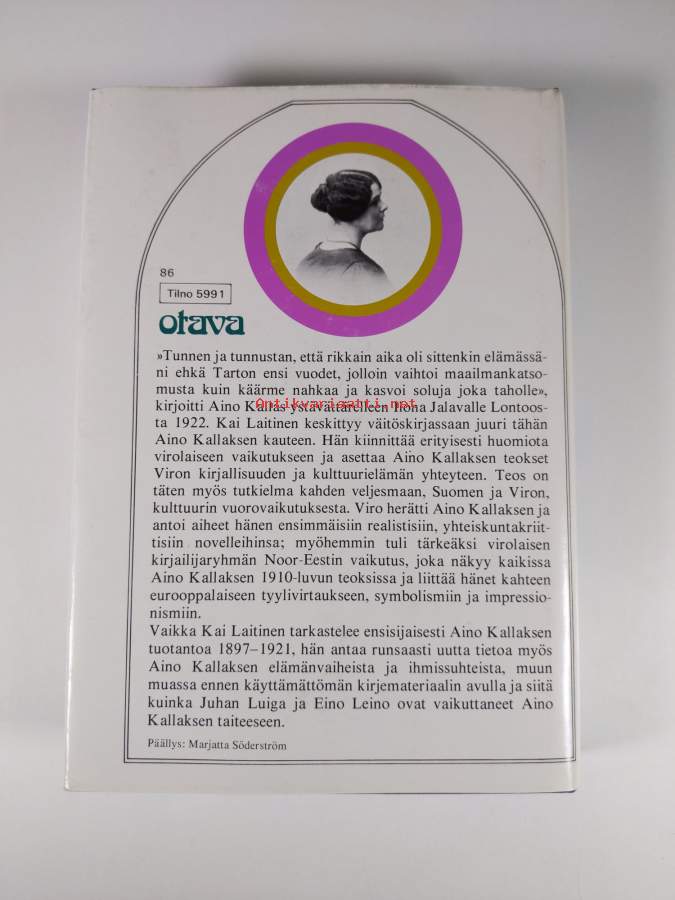 86
Tilno 5991
otava
»Tunnen ja tunnustan, että rikkain aika oli sittenkin elämässä-
ni ehkä Tarton ensi vuodet, jolloin vaihtoi maailmankatso-
musta kuin käärme nahkaa ja kasvoi soluja joka taholle»,
kirjoitti Aino Kallas ystävättärelleen Ilona Jalavalle Lontoos-
Antikvariaatti.net
ta 1922. Kai Laitinen keskittyy väitöskirjassaan juuri tähän
Aino Kallaksen kauteen. Hän kiinnittää erityisesti huomiota
virolaiseen vaikutukseen ja asettaa Aino Kallaksen teokset
Viron kirjallisuuden ja kulttuurielämän yhteyteen. Teos on
täten myös tutkielma kahden veljesmaan, Suomen ja Viron,
kulttuurin vuorovaikutuksesta. Viro herätti Aino Kallaksen ja
antoi aiheet hänen ensimmäisiin realistisiin, yhteiskuntakriit-
tisiin novelleihinsa; myöhemmin tuli tärkeäksi virolaisen
kirjailijaryhmän Noor-Eestin vaikutus, joka näkyy kaikissa
Aino Kallaksen 1910-luvun teoksissa ja liittää hänet kahteen
eurooppalaiseen tyylivirtaukseen, symbolismiin ja impressio-
nismiin.
Vaikka Kai Laitinen tarkastelee ensisijaisesti Aino Kallaksen
tuotantoa 1897–1921, hän antaa runsaasti uutta tietoa myös
Aino Kallaksen elämänvaiheista ja ihmissuhteista, muun
muassa ennen käyttämättömän kirjemateriaalin avulla ja siitä
kuinka Juhan Luiga ja Eino Leino ovat vaikuttaneet Aino
Kallaksen taiteeseen.
Päällys: Marjatta Söderström